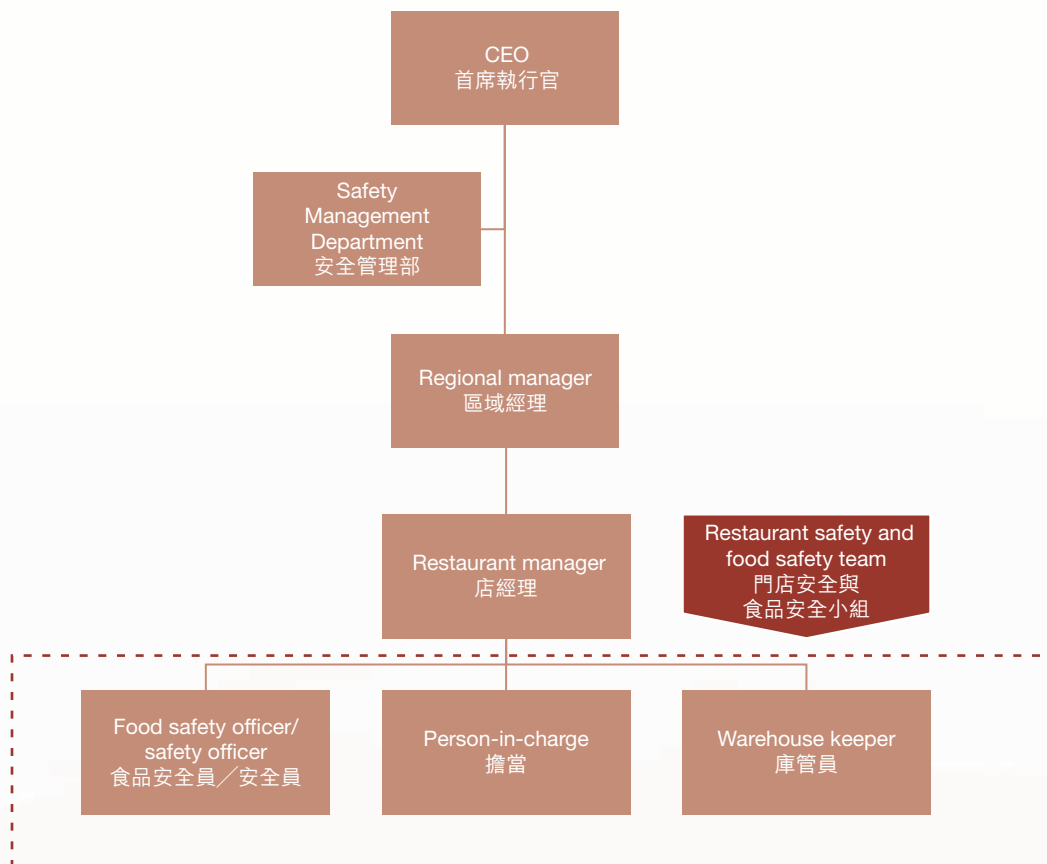 CEO
首席執行官
Safety
Management
Department
安全管理部
Regional manager
區域經理
Restaurant manager
店經理
Restaurant safety and
food safety team
門店安全與
食品安全小組
Food safety officer/
safety officer
食品安全員╱安全員
Person-in-charge
擔當
Warehouse keeper
庫管員